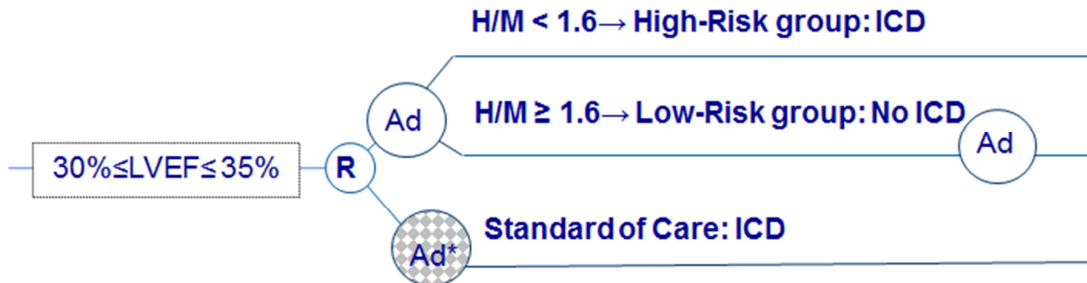 H/M < 1.6→ High-Risk group: ICD
Ad
H/M ≥ 1.6→ Low-Risk group: No ICD
Ad
30%≤LVEF≤ 35%
R
Standard of Care: ICD
Ad*